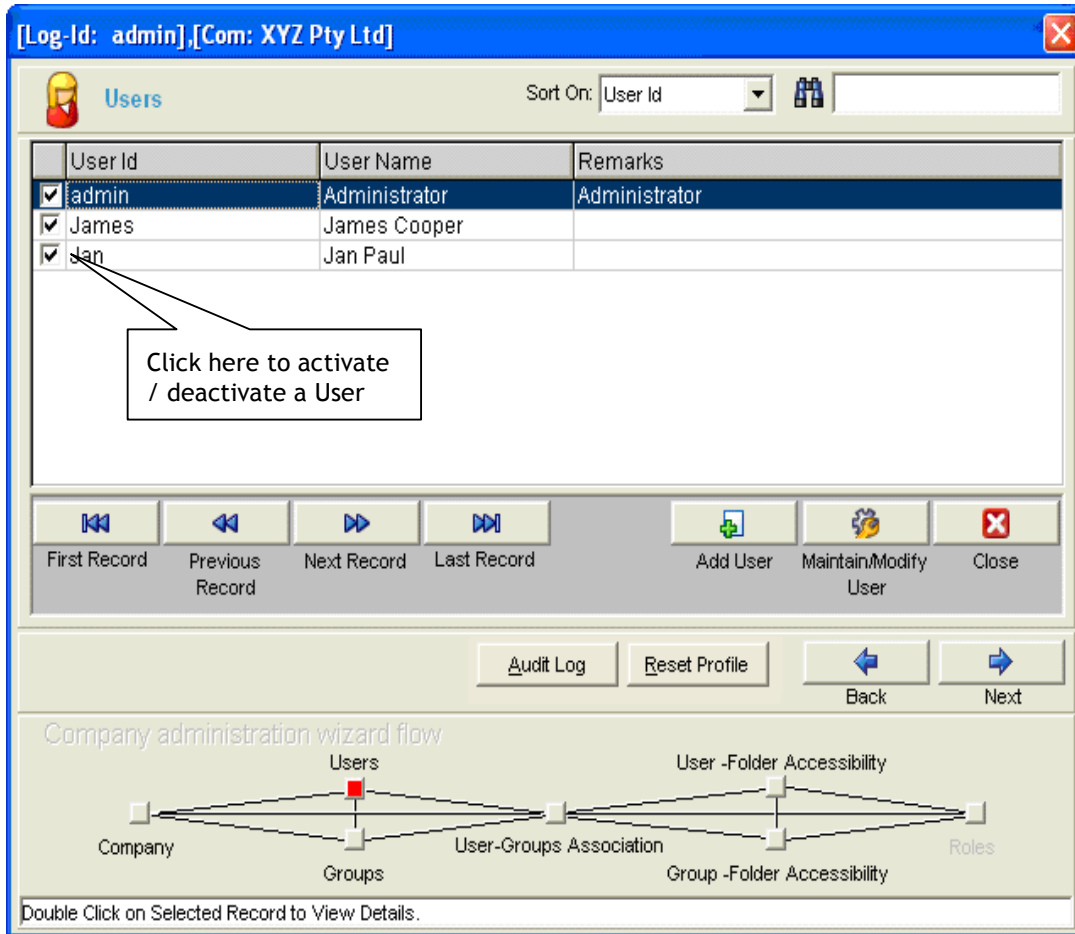 [Log-Id: admin],[Com: XYZ Pty Ltd]
Users
Sort On: User Id
User Id User Name Remarks
admin Administrator Administrator
James James Cooper
Jan Jan Paul
Click here to activate
/ deactivate a User
First Record
Previous
Record
Next Record
Last Record
Add User
Maintain/Modify
User
Close
Audit Log
Reset Profile
Back
Next
Company administration wizard flow
Users
User -Folder Accessibility
Company
User-Groups Association
Roles
Groups
Group -Folder Accessibility
Double Click on Selected Record to View Details.